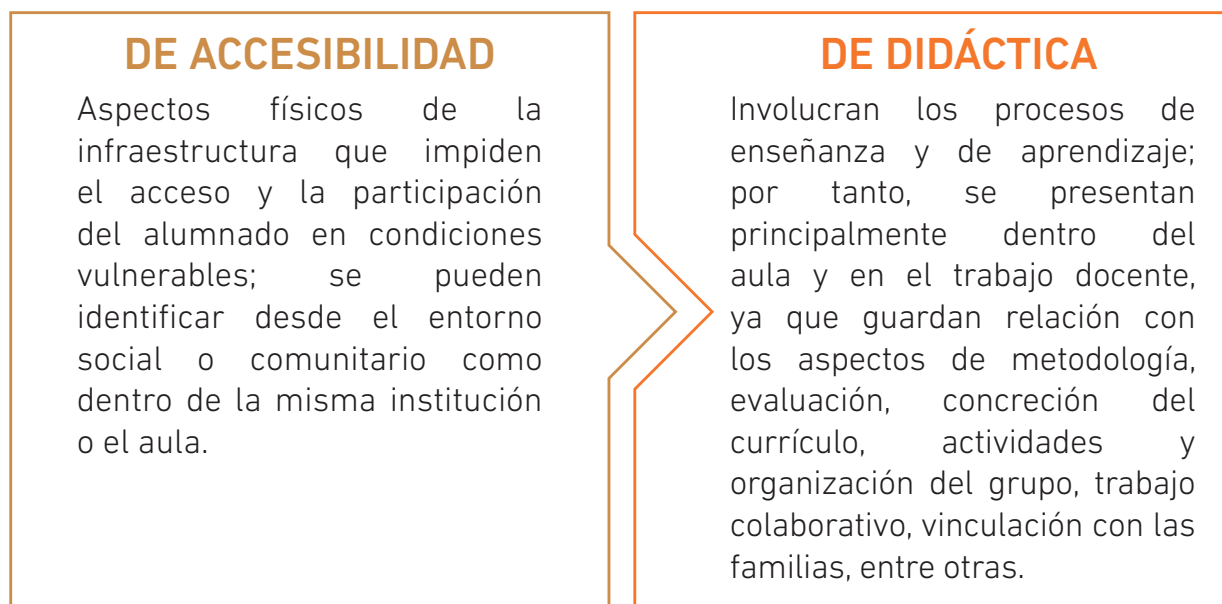 DE ACCESIBILIDAD
Aspectos físicos de la
infraestructura que impiden
el acceso y la participación
del alumnado en condiciones
vulnerables; se pueden
identificar desde el entorno
social o comunitario como
dentro de la misma institución
o el aula.
DE DIDÁCTICA
Involucran los procesos de
enseñanza y de aprendizaje;
por tanto, se presentan
principalmente dentro del
aula y en el trabajo docente,
ya que guardan relación con
los aspectos de metodología,
evaluación, concreción del
currículo, actividades y
organización del grupo, trabajo
colaborativo, vinculación con las
familias, entre otras.